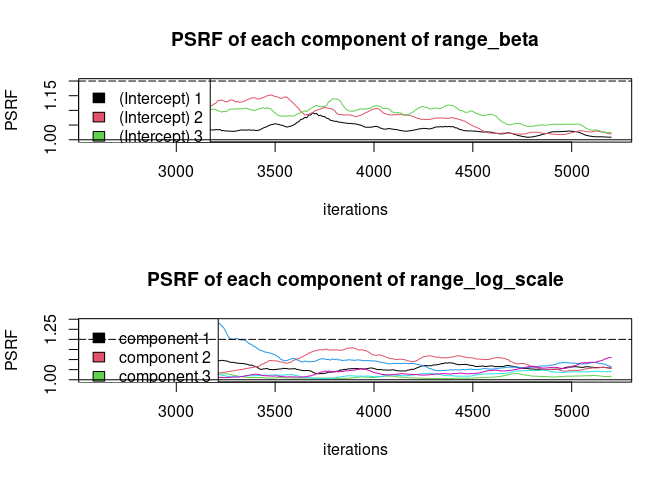 PSRF of each component of range_beta
PSRF
1.15
1.00
(Intercept) 1
(Intercept) 2
(Intercept) 3
3000 3500 4000 4500 5000
iterations
PSRF of each component of range_log_scale
PSRF
1.25
1.00
component 1
component 2
component 3
3000 3500 4000 4500 5000
iterations